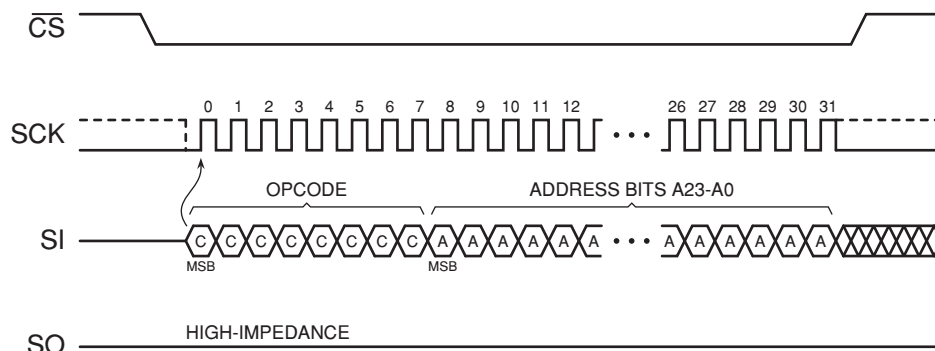 CS
0 1 2 3 4 5 6 7 8 9 10 11 12 26 27 28 29 30 31
SCK
OPCODE ADDRESS BITS A23-A0
SI C C C C C C C C A A A A A A • • • A A A A A A
MSB MSB
HIGH-IMPEDANCE
SO